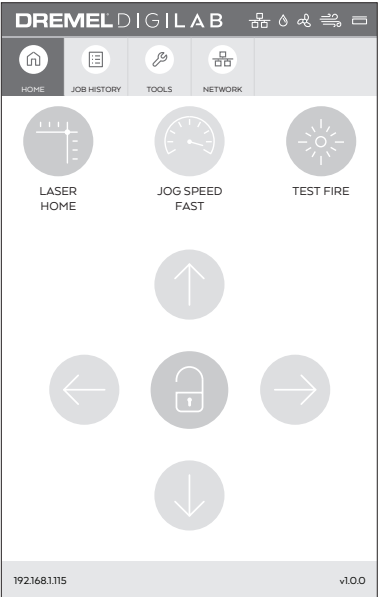 DREMEL DIGILAB
HOME
JOB HISTORY
TOOLS
NETWORK
LASER
HOME
JOG SPEED
FAST
TEST FIRE
192.168.1.115
v1.0.0